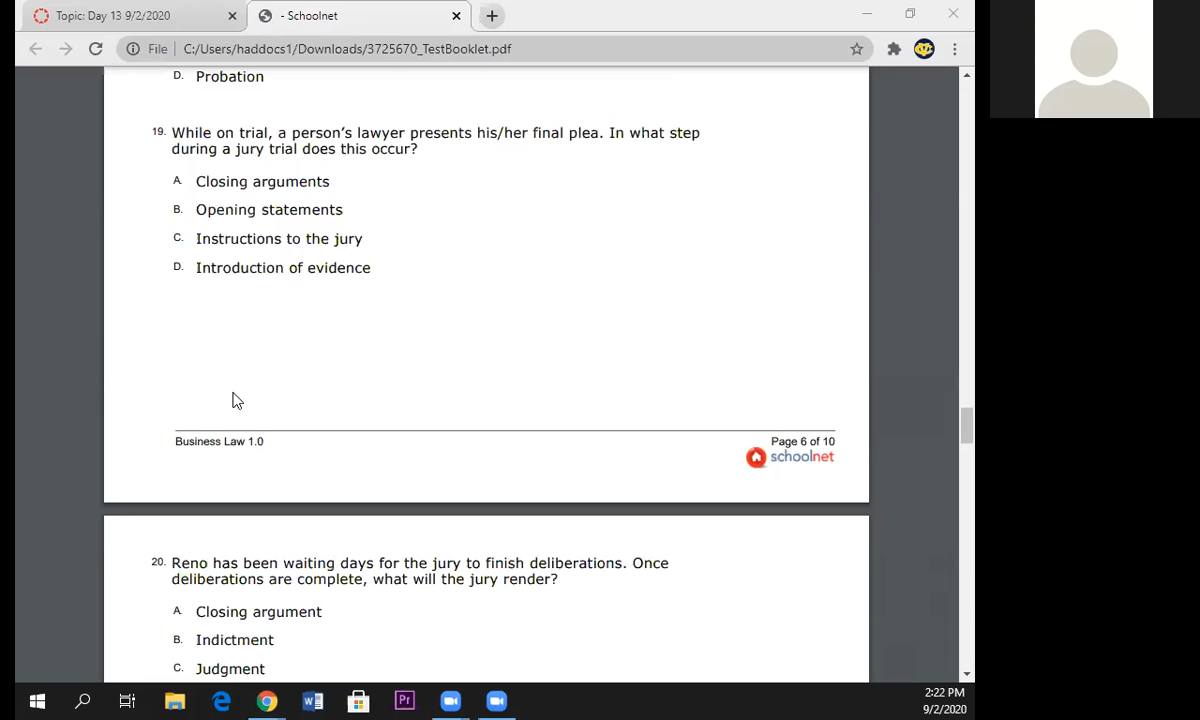 Topic: Day 13 9/2/2020
- Schoolnet
File
C:/Users/haddocs1/Downloads/3725670_TestBooklet.pdf
D. Probation
19. While on trial, a person's lawyer presents his/her final plea. In what step
during a jury trial does this occur?
A. Closing arguments
B. Opening statements
C. Instructions to the jury
D. Introduction of evidence
Business Law 1.0
Page 6 of 10
schoolnet
20. Reno has been waiting days for the jury to finish deliberations. Once
deliberations are complete, what will the jury render?
A. Closing argument
B. Indictment
C. Judgment
2:22 PM
9/2/2020